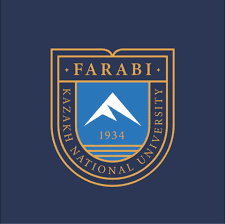 · FARABI ·
KAZAKH NATIONAL UNIVERSITY
1934